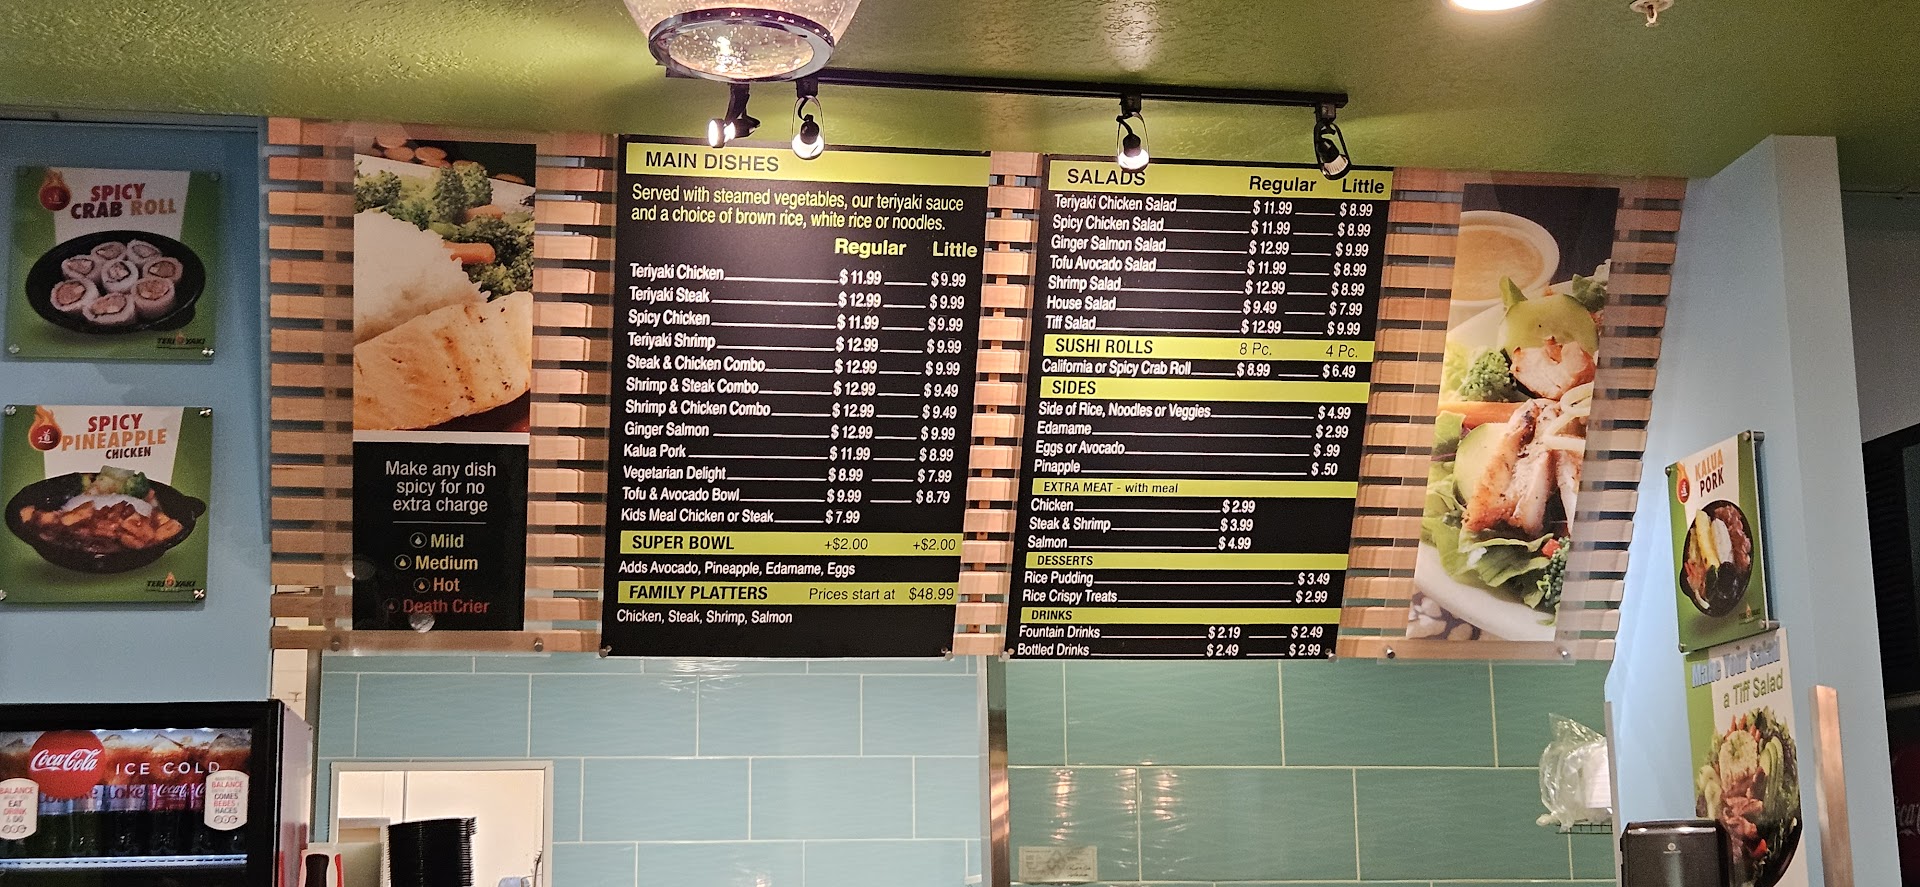 SPICY
CRAB ROLL
TERIYAKI
SPICY
PINEAPPLE
CHICKEN
TERIYAKI
Make any dish
spicy for no
extra charge
Mild
Medium
Hot
Death Crier
MAIN DISHES
Served with steamed vegetables, our teriyaki sauce
and a choice of brown rice, white rice or noodles.
Regular Little
Teriyaki Chicken $11.99 $9.99
Teriyaki Steak $12.99 $9.99
Spicy Chicken $11.99 $9.99
Teriyaki Shrimp $12.99 $9.99
Steak & Chicken Combo $12.99 $9.99
Shrimp & Steak Combo $12.99 $9.49
Shrimp & Chicken Combo $12.99 $9.49
Ginger Salmon $12.99 $9.99
Kalua Pork $11.99 $8.99
Vegetarian Delight $8.99 $7.99
Tofu & Avocado Bowl $9.99 $8.79
Kids Meal Chicken or Steak $7.99
SUPER BOWL +$2.00 +$2.00
Adds Avocado, Pineapple, Edamame, Eggs
FAMILY PLATTERS Prices start at $48.99
Chicken, Steak, Shrimp, Salmon
SALADS Regular Little
Teriyaki Chicken Salad $11.99 $8.99
Spicy Chicken Salad $11.99 $8.99
Ginger Salmon Salad $12.99 $9.99
Tofu Avocado Salad $11.99 $8.99
Shrimp Salad $12.99 $8.99
House Salad $9.49 $7.99
Tiff Salad $12.99 $9.99
SUSHI ROLLS 8 Pc. 4 Pc.
California or Spicy Crab Roll $8.99 $6.49
SIDES
Side of Rice, Noodles or Veggies $4.99
Edamame $2.99
Eggs or Avocado $.99
Pinapple $.50
EXTRA MEAT - with meal
Chicken $2.99
Steak & Shrimp $3.99
Salmon $4.99
DESSERTS
Rice Pudding $3.49
Rice Crispy Treats $2.99
DRINKS
Fountain Drinks $2.19 $2.49
Bottled Drinks $2.49 $2.99
KALUA
PORK
Make Your Salad
a Tiff Salad
Coca-Cola
ICE COLD
BALANCE
EAT
DRINK
& DO
BALANCE
COMES
BEBES
HACES